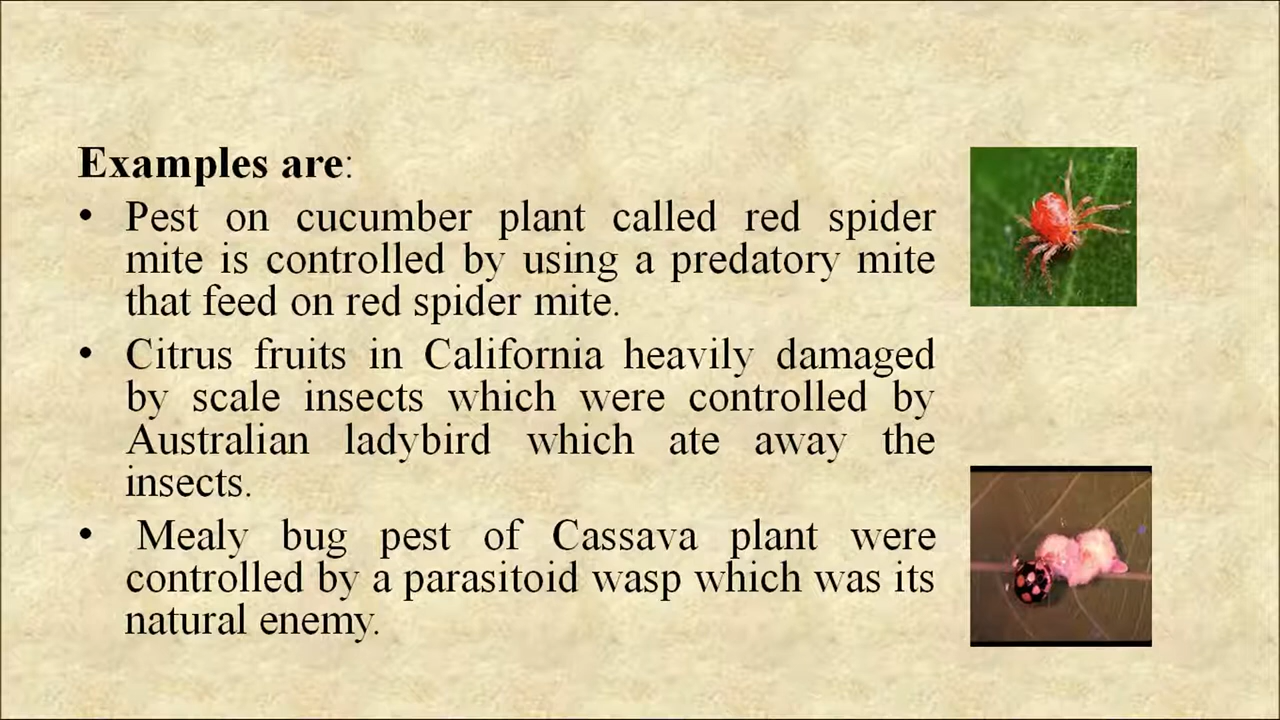 Examples are:
• Pest on cucumber plant called red spider
mite is controlled by using a predatory mite
that feed on red spider mite.
• Citrus fruits in California heavily damaged
by scale insects which were controlled by
Australian ladybird which ate away the
insects.
• Mealy bug pest of Cassava plant were
controlled by a parasitoid wasp which was its
natural enemy.